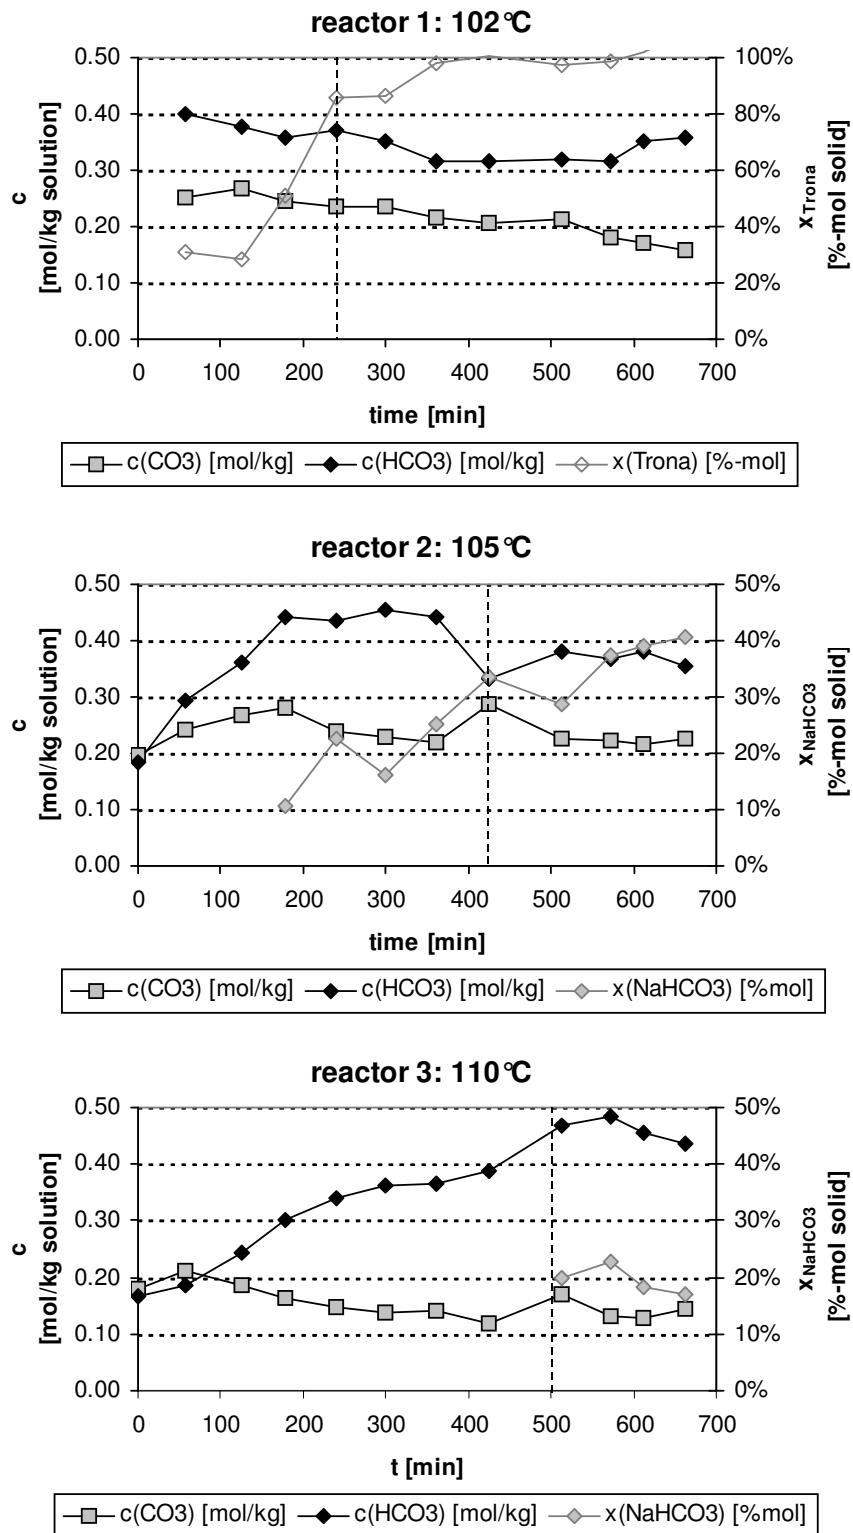 reactor 1: 102°C
0.50
0.40
0.30
0.20
0.10
0.00
c
[mol/kg solution]
100%
80%
60%
40%
20%
0%
xTrona
[%-mol solid]
0 100 200 300 400 500 600 700
time [min]
c(CO3) [mol/kg] c(HCO3) [mol/kg] x(Trona) [%-mol]
reactor 2: 105°C
0.50
0.40
0.30
0.20
0.10
0.00
c
[mol/kg solution]
50%
40%
30%
20%
10%
0%
xNaHCO3
[%-mol solid]
0 100 200 300 400 500 600 700
time [min]
c(CO3) [mol/kg] c(HCO3) [mol/kg] x(NaHCO3) [%mol]
reactor 3: 110°C
0.50
0.40
0.30
0.20
0.10
0.00
c
[mol/kg solution]
50%
40%
30%
20%
10%
0%
xNaHCO3
[%-mol solid]
0 100 200 300 400 500 600 700
t [min]
c(CO3) [mol/kg] c(HCO3) [mol/kg] x(NaHCO3) [%mol]